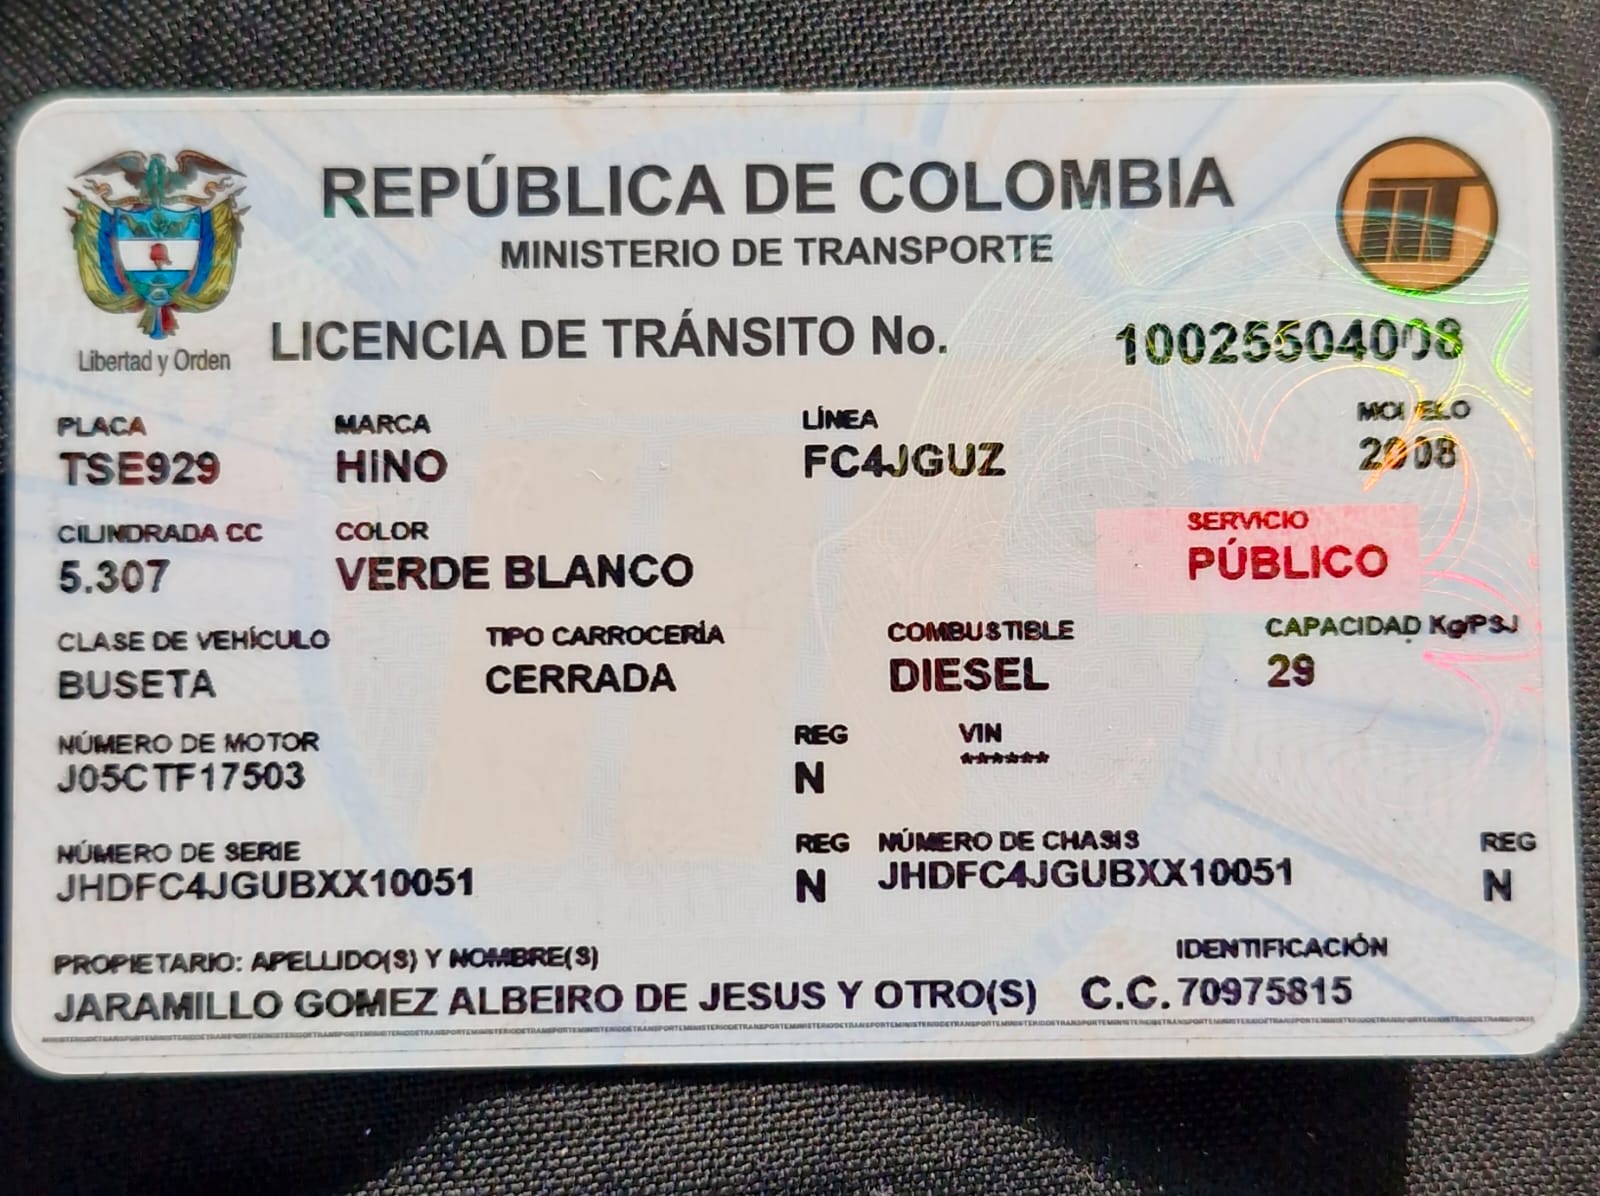 REPÚBLICA DE COLOMBIA
MINISTERIO DE TRANSPORTE
Libertad y Orden
LICENCIA DE TRÁNSITO No. 10025504008
PLACA MARCA LÍNEA MODELO
TSE929 HINO FC4JGUZ 2008
CILINDRADA CC COLOR SERVICIO
5.307 VERDE BLANCO PÚBLICO
CLASE DE VEHÍCULO TIPO CARROCERÍA COMBUSTIBLE CAPACIDAD Kg/PSJ
BUSETA CERRADA DIESEL 29
NÚMERO DE MOTOR REG VIN
J05CTF17503 N ******
NÚMERO DE SERIE REG NÚMERO DE CHASIS REG
JHDFC4JGUBXX10051 N JHDFC4JGUBXX10051 N
PROPIETARIO: APELLIDO(S) Y NOMBRE(S) IDENTIFICACIÓN
JARAMILLO GOMEZ ALBEIRO DE JESUS Y OTRO(S) C.C. 70975815